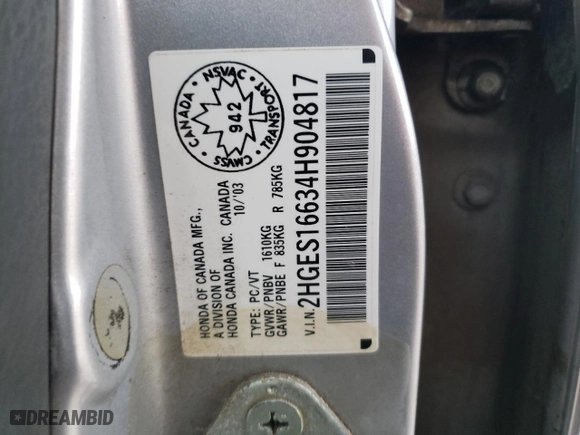 HONDA OF CANADA MFG.,
A DIVISION OF
HONDA CANADA INC. CANADA
10/'03
TYPE: PC/VT
GVWR/PNBV 1610KG
GAWR/PNBE F 835KG R 785KG
V.I.N. 2HGES16634H904817
CANADA • NSVAC • TRANSPORT • CMVSS
942
DREAMBID